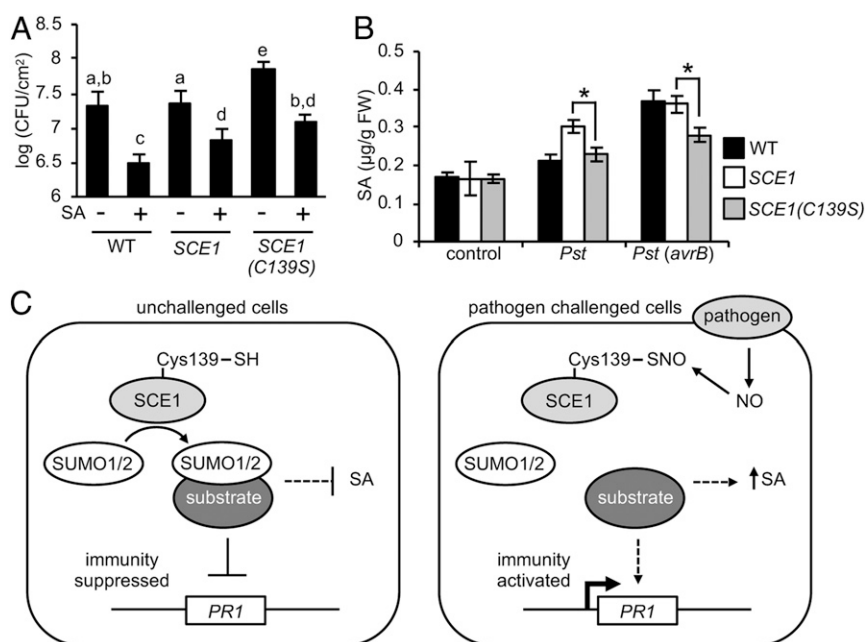 A
log (CFU/cm²)
8
7.5
7
6.5
6
a,b
c
a
d
e
b,d
SA - + - + - +
WT
SCE1
SCE1
(C139S)
B
SA (µg/g FW)
0.5
0.4
0.3
0.2
0.1
0
*
*
control
Pst
Pst (avrB)
WT
SCE1
SCE1(C139S)
C
unchallenged cells
Cys139–SH
SCE1
SUMO1/2
SUMO1/2
substrate
SA
immunity
suppressed
PR1
pathogen challenged cells
pathogen
Cys139–SNO
SCE1
NO
SUMO1/2
substrate
SA
immunity
activated
PR1